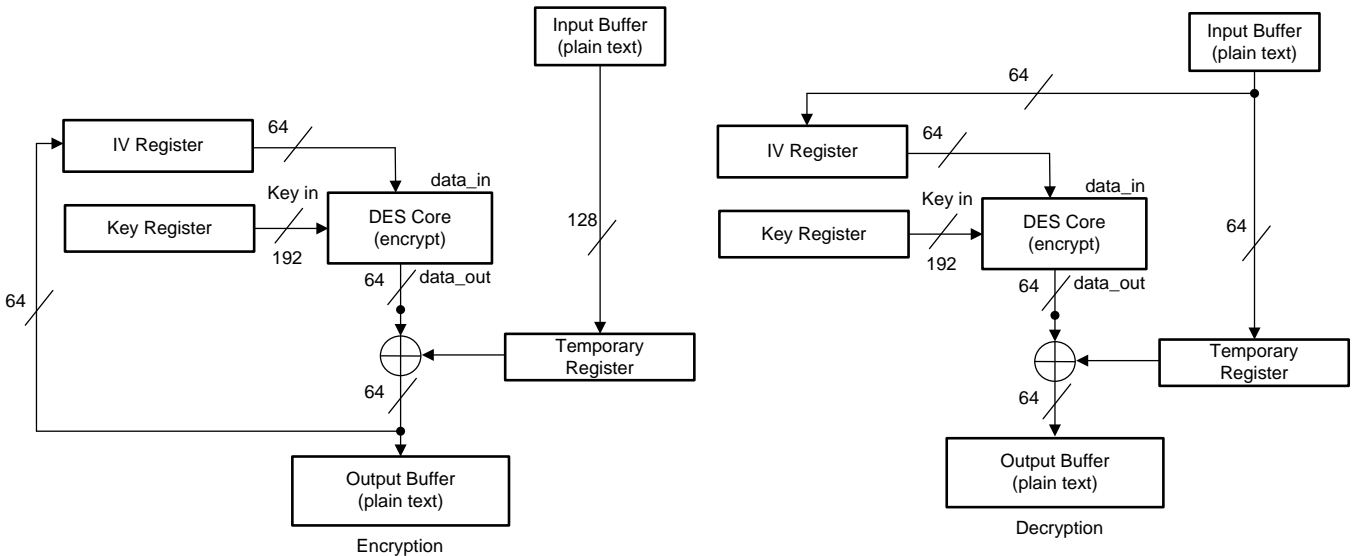 Input Buffer
(plain text)
64
IV Register
Key in
data_in
Key Register
DES Core
(encrypt)
128
192
64
data_out
64
Temporary
Register
64
Output Buffer
(plain text)
Encryption
Input Buffer
(plain text)
64
64
IV Register
Key in
data_in
Key Register
DES Core
(encrypt)
64
192
64
data_out
Temporary
Register
64
Output Buffer
(plain text)
Decryption